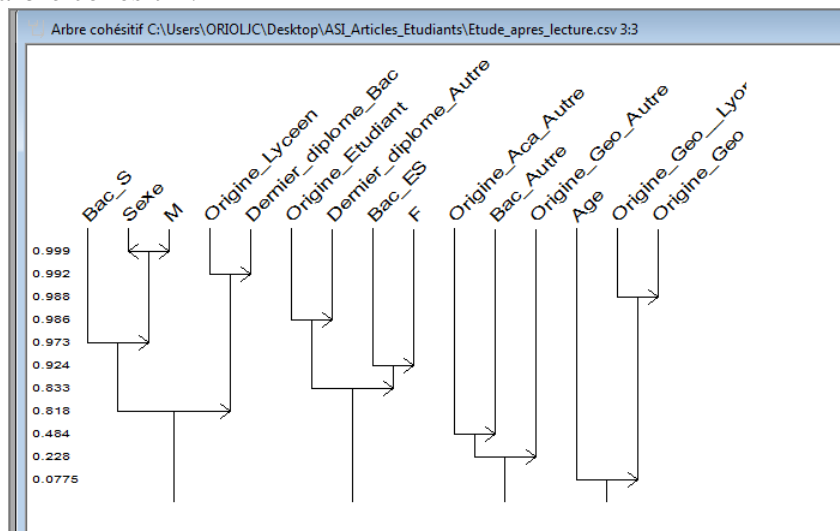 Arbre cohésitif C:\Users\ORIOLJC\Desktop\ASI_Articles_Etudiants\Etude_apres_lecture.csv 3:3
Bac_S
Sexe
M
Origine_Lyceen
Dernier_diplome_Bac
Origine_Etudiant
Dernier_diplome_Autre
Bac_ES
F
Origine_Aca_Autre
Bac_Autre
Origine_Geo_Autre
Age
Origine_Geo__Lyor
Origine_Geo
0.999
0.992
0.988
0.986
0.973
0.924
0.833
0.818
0.484
0.228
0.0775